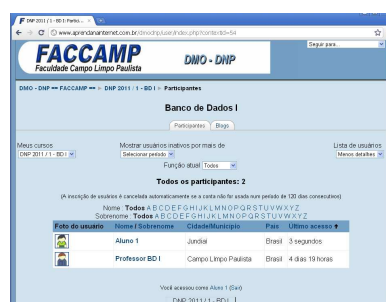 DNP 2011 / 1 - BD I: Partici...
www.aprendananternet.com.br/dmodnp/user/index.php?contextid=54
FACCAMP
Faculdade Campo Limpo Paulista
DMO - DNP
Seguir para...
DMO - DNP == FACCAMP == ► DNP 2011 / 1 - BD I ► Participantes
Banco de Dados I
Participantes Blogs
Meus cursos
DNP 2011 / 1 - BD I
Mostrar usuários inativos por mais de
Selecionar período
Lista de usuários
Menos detalhes
Função atual Todos
Todos os participantes: 2
(A inscrição de usuários é cancelada automaticamente se a conta não for usada num período de 120 dias consecutivos)
Nome : Todos A B C D E F G H I J K L M N O P Q R S T U V W X Y Z
Sobrenome : Todos A B C D E F G H I J K L M N O P Q R S T U V W X Y Z
Foto do usuário Nome / Sobrenome Cidade/Município País Último acesso
Aluno 1 Jundiai Brasil 3 segundos
Professor BD I Campo Limpo Paulista Brasil 4 dias 19 horas
Você acessou como Aluno 1 (Sair)
DNP 2011 / 1 - BD I